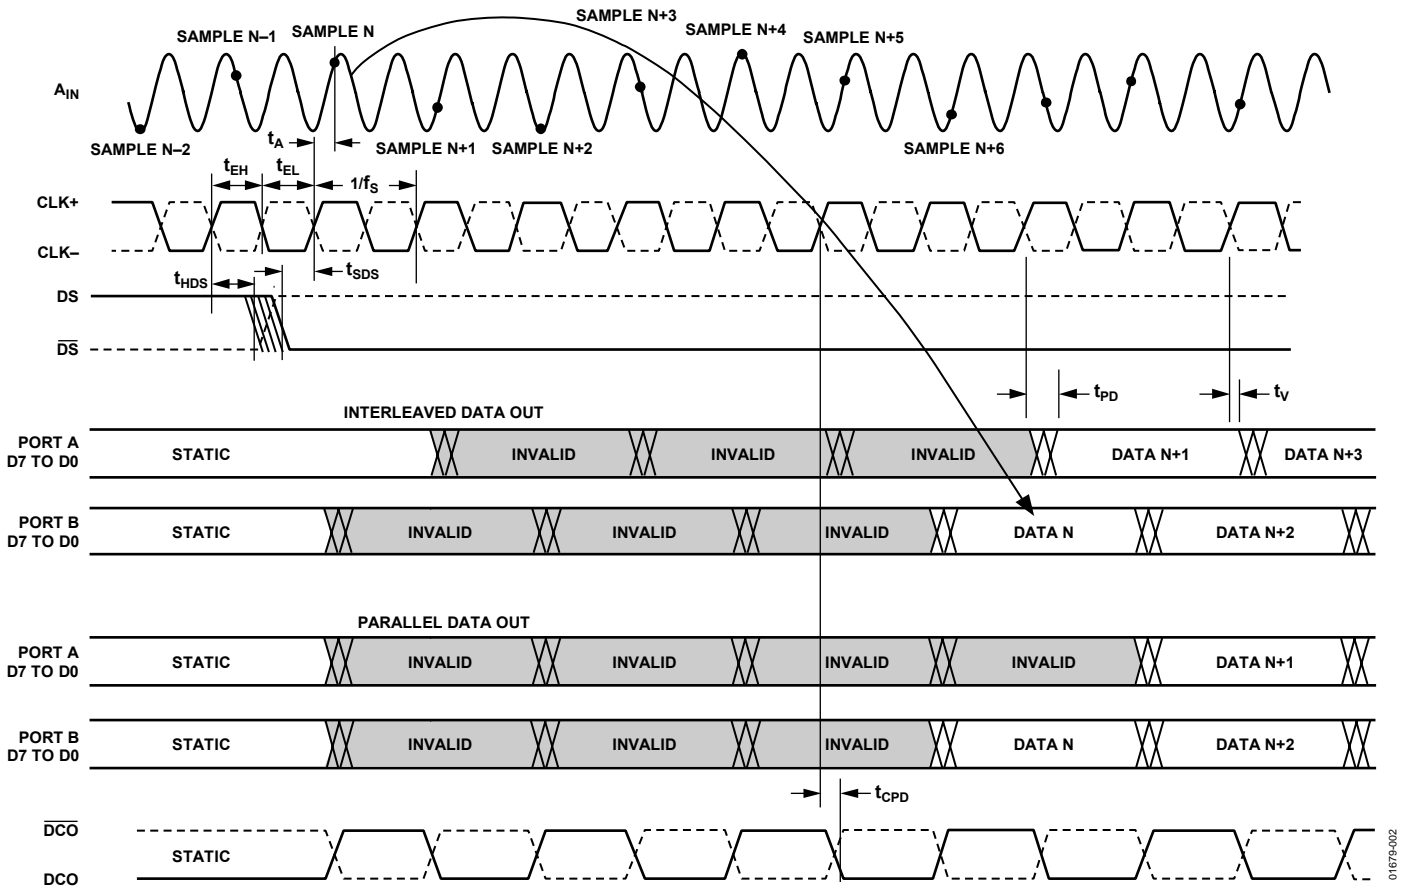 SAMPLE N+3
SAMPLE N–1 SAMPLE N SAMPLE N+4 SAMPLE N+5
AIN
SAMPLE N–2 tA SAMPLE N+1 SAMPLE N+2 SAMPLE N+6
tEH tEL 1/fS
CLK+
CLK–
tHDS tSDS
DS
DS
tPD tV
INTERLEAVED DATA OUT
PORT A
D7 TO D0
STATIC INVALID INVALID INVALID DATA N+1 DATA N+3
PORT B
D7 TO D0
STATIC INVALID INVALID INVALID DATA N DATA N+2
PARALLEL DATA OUT
PORT A
D7 TO D0
STATIC INVALID INVALID INVALID INVALID DATA N+1
PORT B
D7 TO D0
STATIC INVALID INVALID INVALID DATA N DATA N+2
tCPD
DCO
STATIC
DCO
01679-002